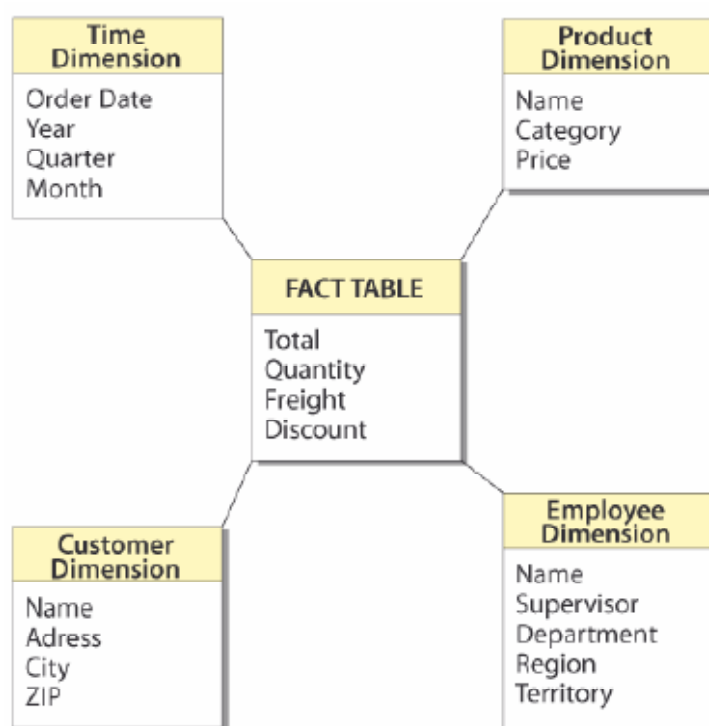 Time
Dimension
Order Date
Year
Quarter
Month
Product
Dimension
Name
Category
Price
FACT TABLE
Total
Quantity
Freight
Discount
Customer
Dimension
Name
Adress
City
ZIP
Employee
Dimension
Name
Supervisor
Department
Region
Territory